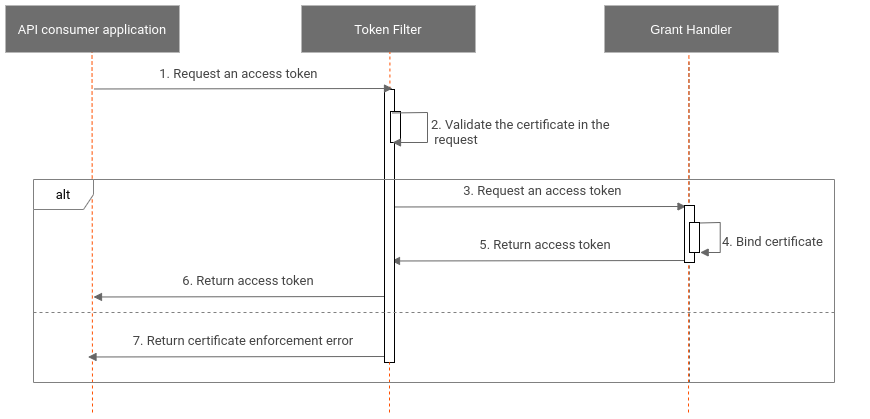 API consumer application
Token Filter
Grant Handler
1. Request an access token
2. Validate the certificate in the
request
alt
3. Request an access token
4. Bind certificate
5. Return access token
6. Return access token
7. Return certificate enforcement error